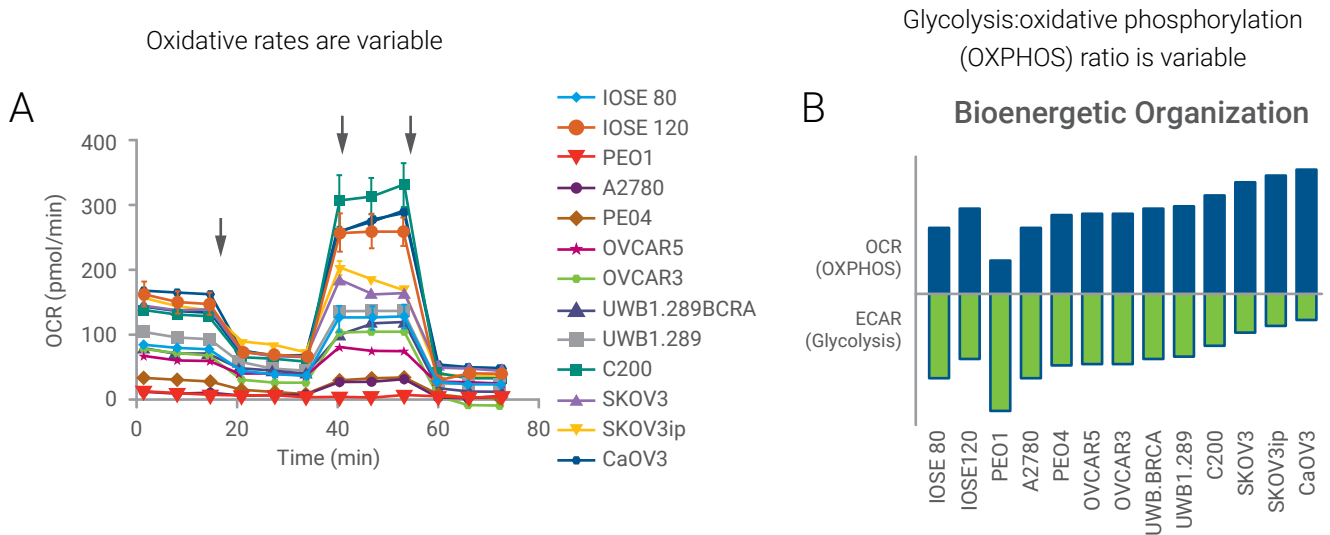 Oxidative rates are variable
A
OCR (pmol/min)
400
300
200
100
0
0
20
40
60
80
Time (min)
IOSE 80
IOSE 120
PEO1
A2780
PE04
OVCAR5
OVCAR3
UWB1.289BCRA
UWB1.289
C200
SKOV3
SKOV3ip
CaOV3
Glycolysis:oxidative phosphorylation
(OXPHOS) ratio is variable
B
Bioenergetic Organization
OCR
(OXPHOS)
ECAR
(Glycolysis)
IOSE 80
IOSE120
PEO1
A2780
PEO4
OVCAR5
OVCAR3
UWB.BRCA
UWB1.289
C200
SKOV3
SKOV3ip
CaOV3